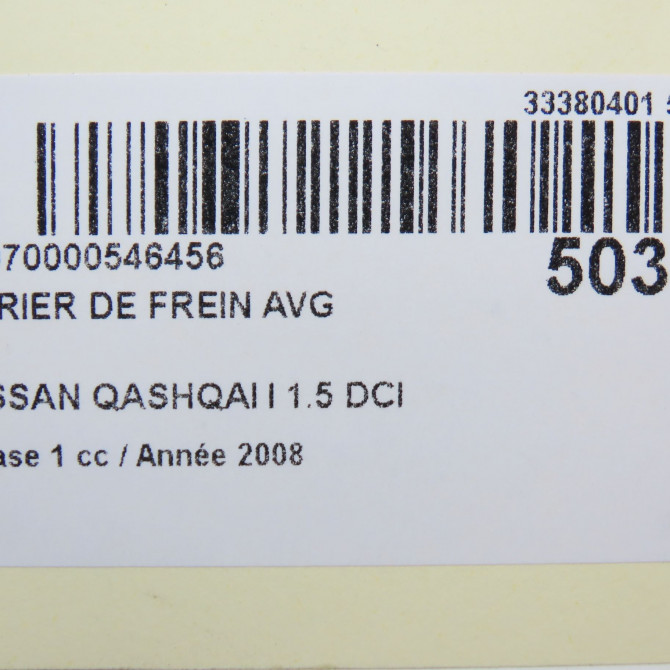 33380401
70000546456
503
RIER DE FREIN AVG
SSAN QASHQAI I 1.5 DCI
ase 1 cc / Année 2008